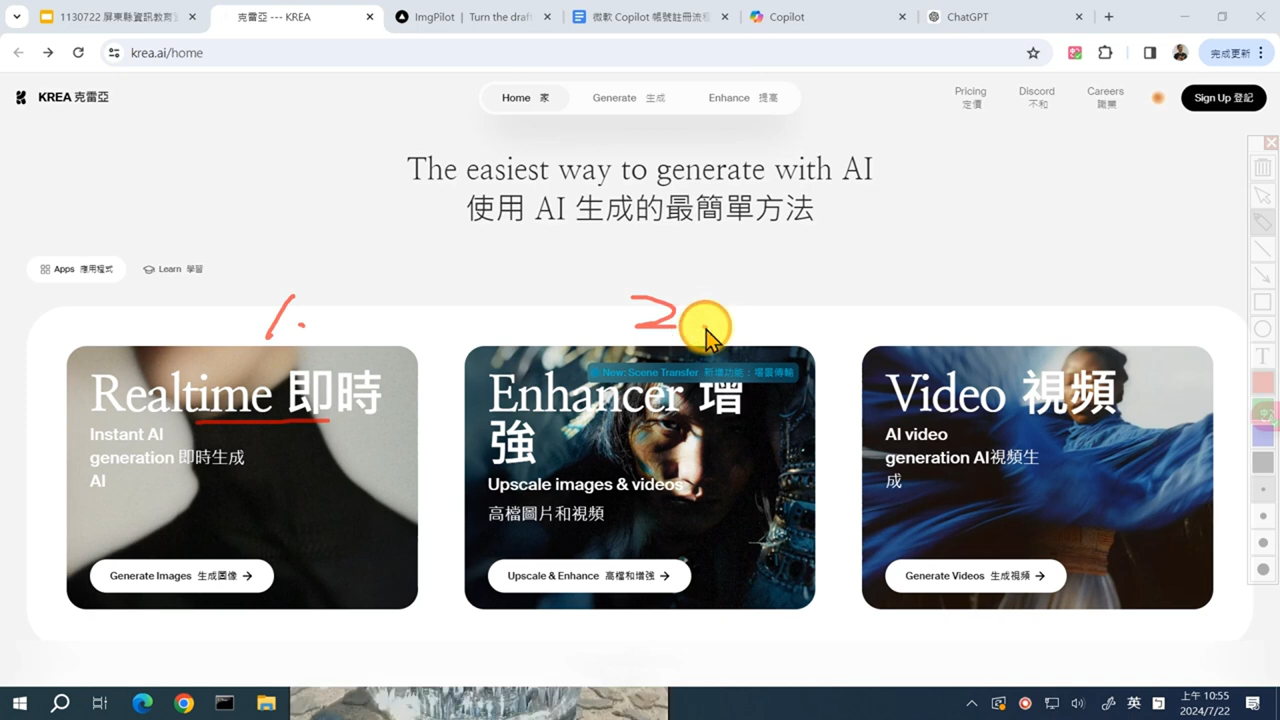 1130722 屏東縣資訊教育
克雷亞 --- KREA
ImgPilot | Turn the draft
微軟 Copilot 帳號註冊流程
Copilot
ChatGPT
krea.ai/home
完成更新
KREA 克雷亞
Home 家
Generate 生成
Enhance 提高
Pricing
定價
Discord
不和
Careers
職業
Sign Up 登記
The easiest way to generate with AI
使用 AI 生成的最簡單方法
Apps 應用程式
Learn 學習
1.
2
Realtime 即時
Instant AI
generation 即時生成
AI
Generate Images 生成圖像 →
New: Scene Transfer 新增功能：場景傳輸
Enhancer 增
強
Upscale images & videos
高檔圖片和視頻
Upscale & Enhance 高檔和增強 →
Video 視頻
AI video
generation AI視頻生
成
Generate Videos 生成視頻 →
T
英
上午 10:55
2024/7/22